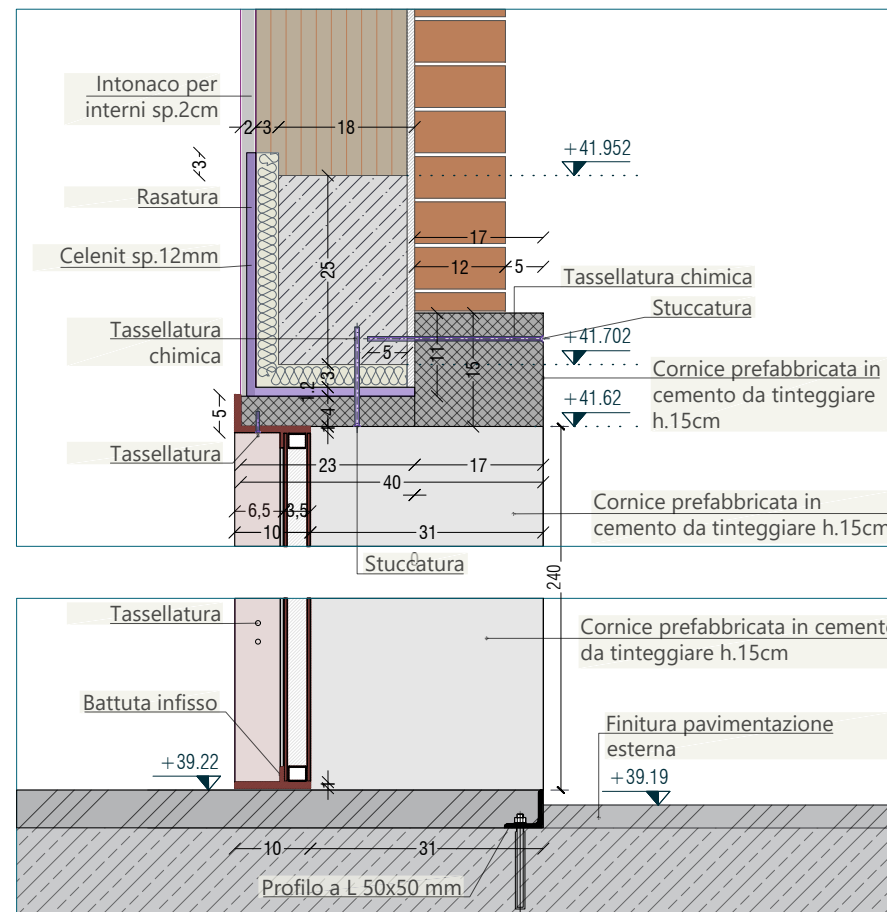 Intonaco per
interni sp.2cm
2 3 18
+41.952
3
Rasatura
17
Celenit sp.12mm
25
12 5
Tassellatura chimica
Stuccatura
Tassellatura
chimica
+41.702
5
11
15
3
Cornice prefabbricata in
cemento da tinteggiare
h.15cm
1.2
+41.62
5
4
Tassellatura
23 17
40
6,5 3,5
Cornice prefabbricata in
cemento da tinteggiare h.15cm
10 31
0
Stuccatura
240
Tassellatura
Cornice prefabbricata in cemento
da tinteggiare h.15cm
Battuta infisso
Finitura pavimentazione
esterna
+39.22
+39.19
1
10 31
Profilo a L 50x50 mm